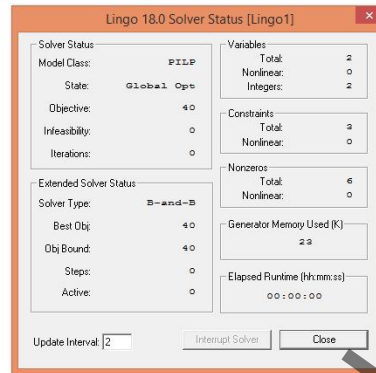 Lingo 18.0 Solver Status [Lingo1]
Solver Status
Model Class: PILP
State: Global Opt
Objective: 40
Infeasibility: 0
Iterations: 0
Extended Solver Status
Solver Type: B-and-B
Best Obj: 40
Obj Bound: 40
Steps: 0
Active: 0
Variables
Total: 2
Nonlinear: 0
Integers: 2
Constraints
Total: 3
Nonlinear: 0
Nonzeros
Total: 6
Nonlinear: 0
Generator Memory Used (K)
23
Elapsed Runtime (hh:mm:ss)
00:00:00
Update Interval: 2
Interrupt Solver
Close